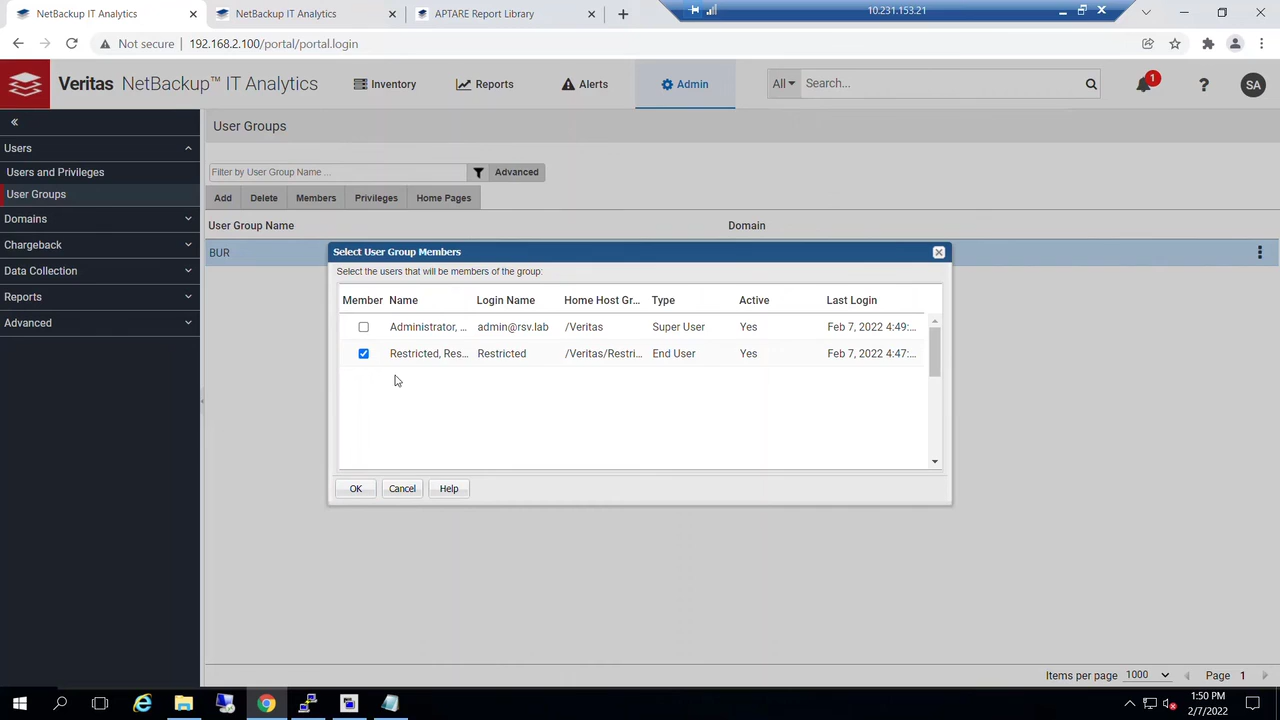 NetBackup IT Analytics
NetBackup IT Analytics
APTARE Report Library
10.231.153.21
Not secure 192.168.2.100/portal/portal.login
Veritas NetBackup™ IT Analytics
Inventory
Reports
Alerts
Admin
All
Search...
1
?
SA
«
Users
Users and Privileges
User Groups
Domains
Chargeback
Data Collection
Reports
Advanced
User Groups
Filter by User Group Name ...
Advanced
Add Delete Members Privileges Home Pages
User Group Name Domain
BUR
Select User Group Members
Select the users that will be members of the group:
Member Name Login Name Home Host Gr... Type Active Last Login
Administrator, ... admin@rsv.lab /Veritas Super User Yes Feb 7, 2022 4:49:...
Restricted, Res... Restricted /Veritas/Restri... End User Yes Feb 7, 2022 4:47:...
OK Cancel Help
Items per page 1000 Page 1
1:50 PM
2/7/2022